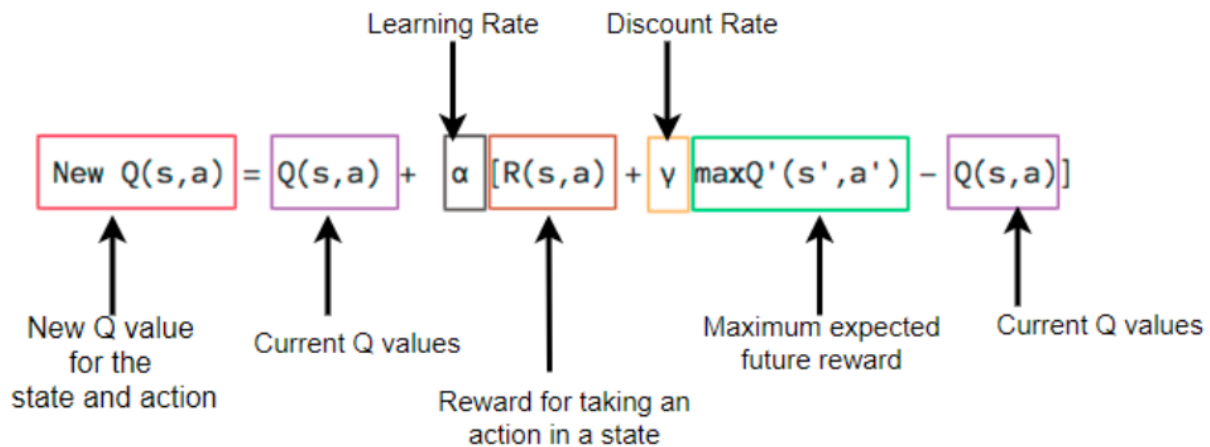 Learning Rate
Discount Rate
New Q(s,a) = Q(s,a) + α [R(s,a) + γ maxQ'(s',a') − Q(s,a)]
New Q value
for the
state and action
Current Q values
Reward for taking an
action in a state
Maximum expected
future reward
Current Q values